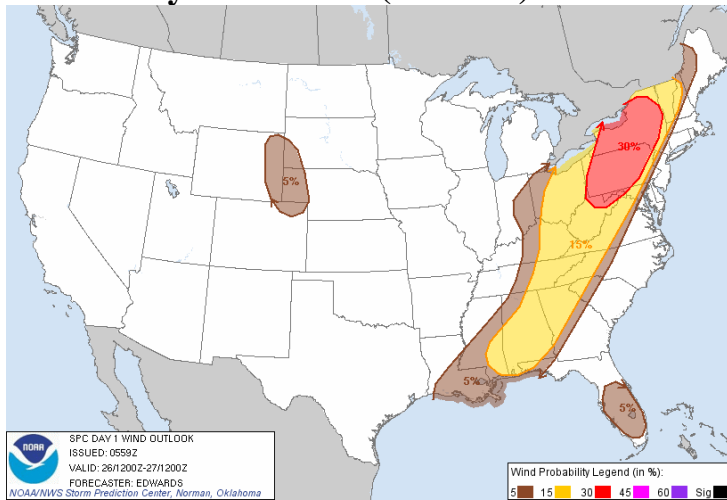 30%
5%
15%
5%
5%
SPC DAY 1 WIND OUTLOOK
ISSUED: 0559Z
VALID: 26/1200Z-27/1200Z
FORECASTER: EDWARDS
NOAA/NWS Storm Prediction Center, Norman, Oklahoma
noaa
Wind Probability Legend (in %):
5 15 30 45 60 Sig